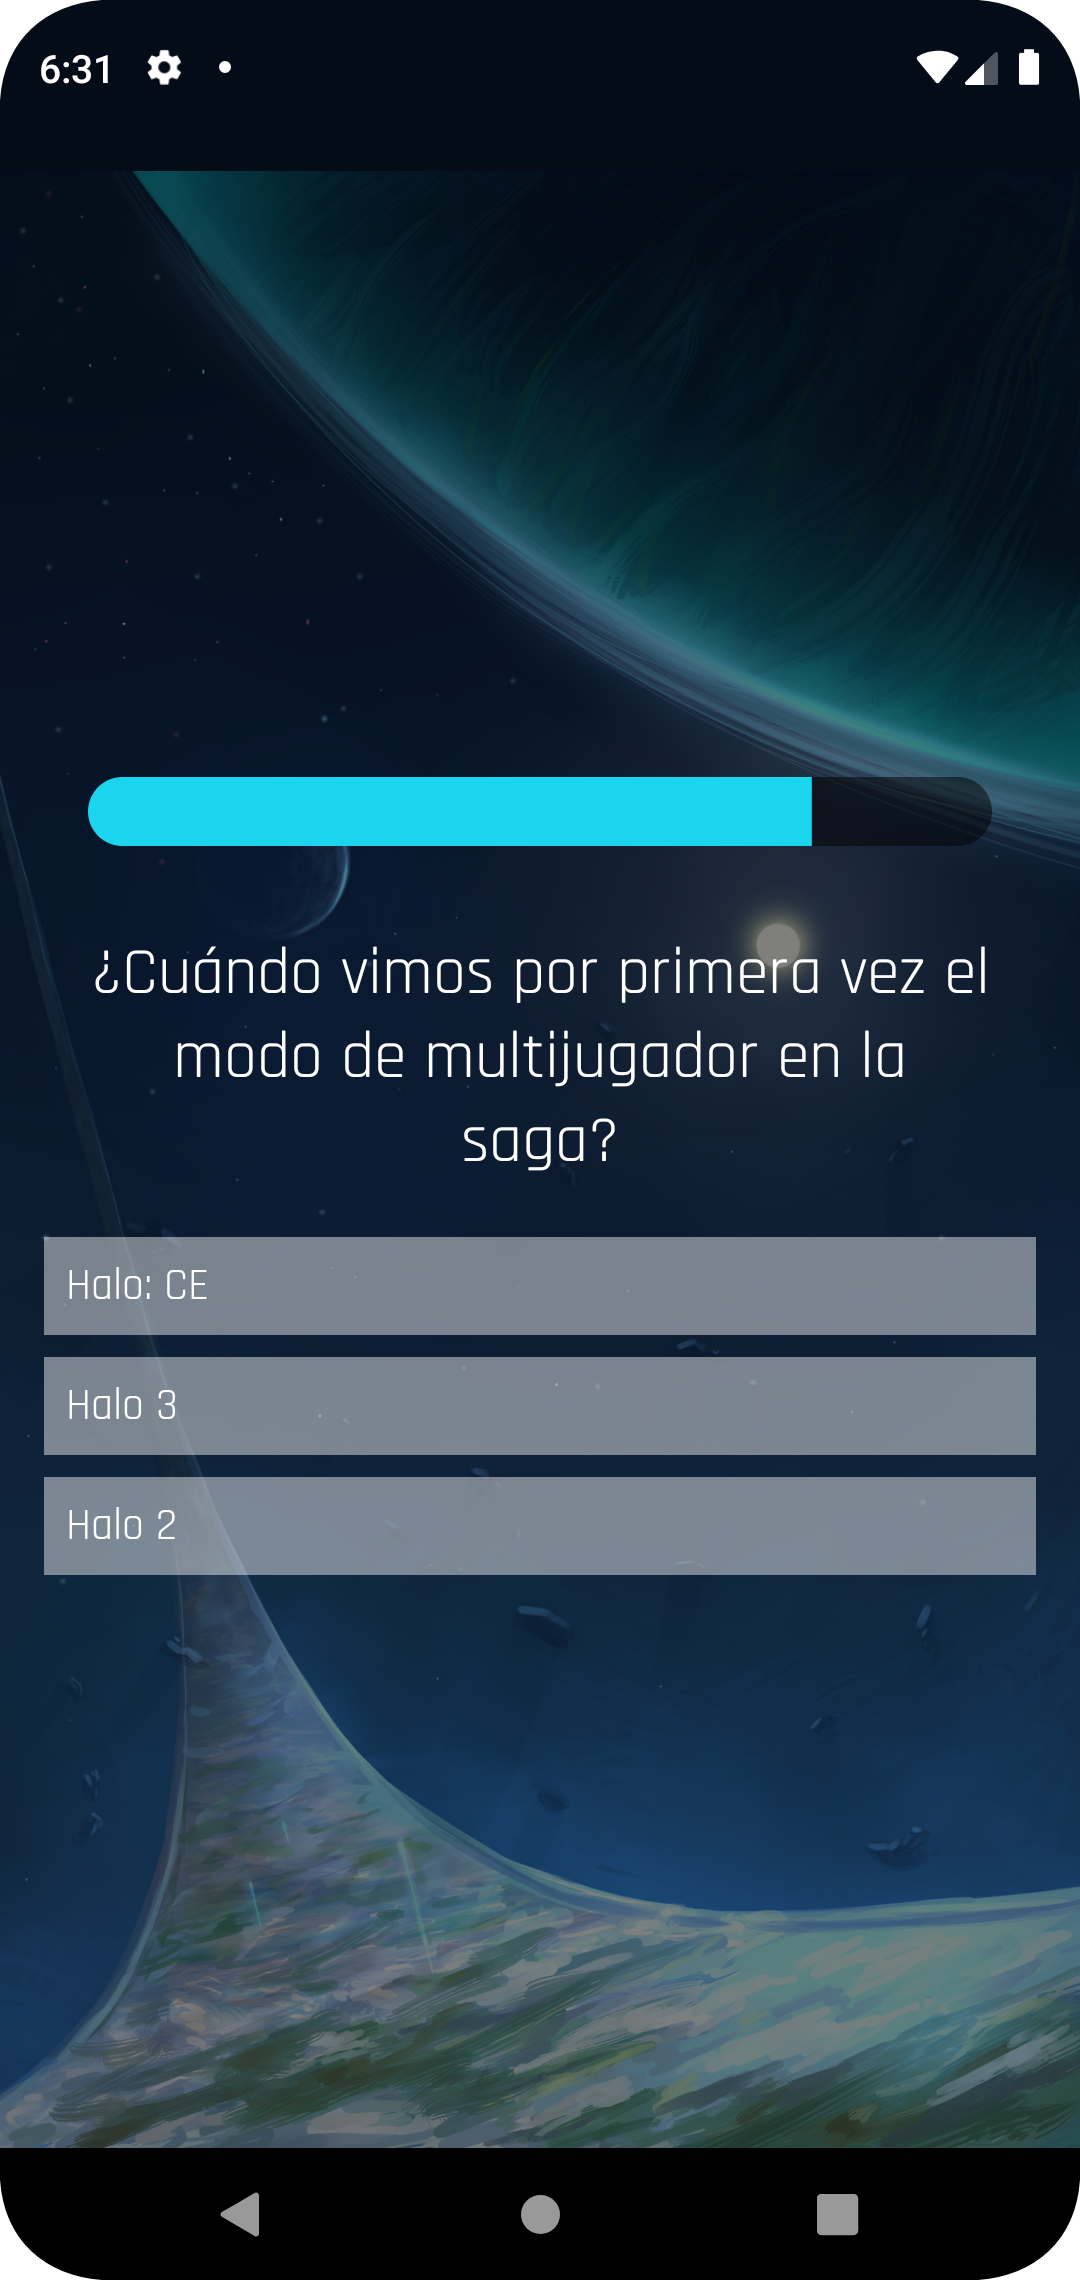 6:31
¿Cuándo vimos por primera vez el
modo de multijugador en la
saga?
Halo: CE
Halo 3
Halo 2